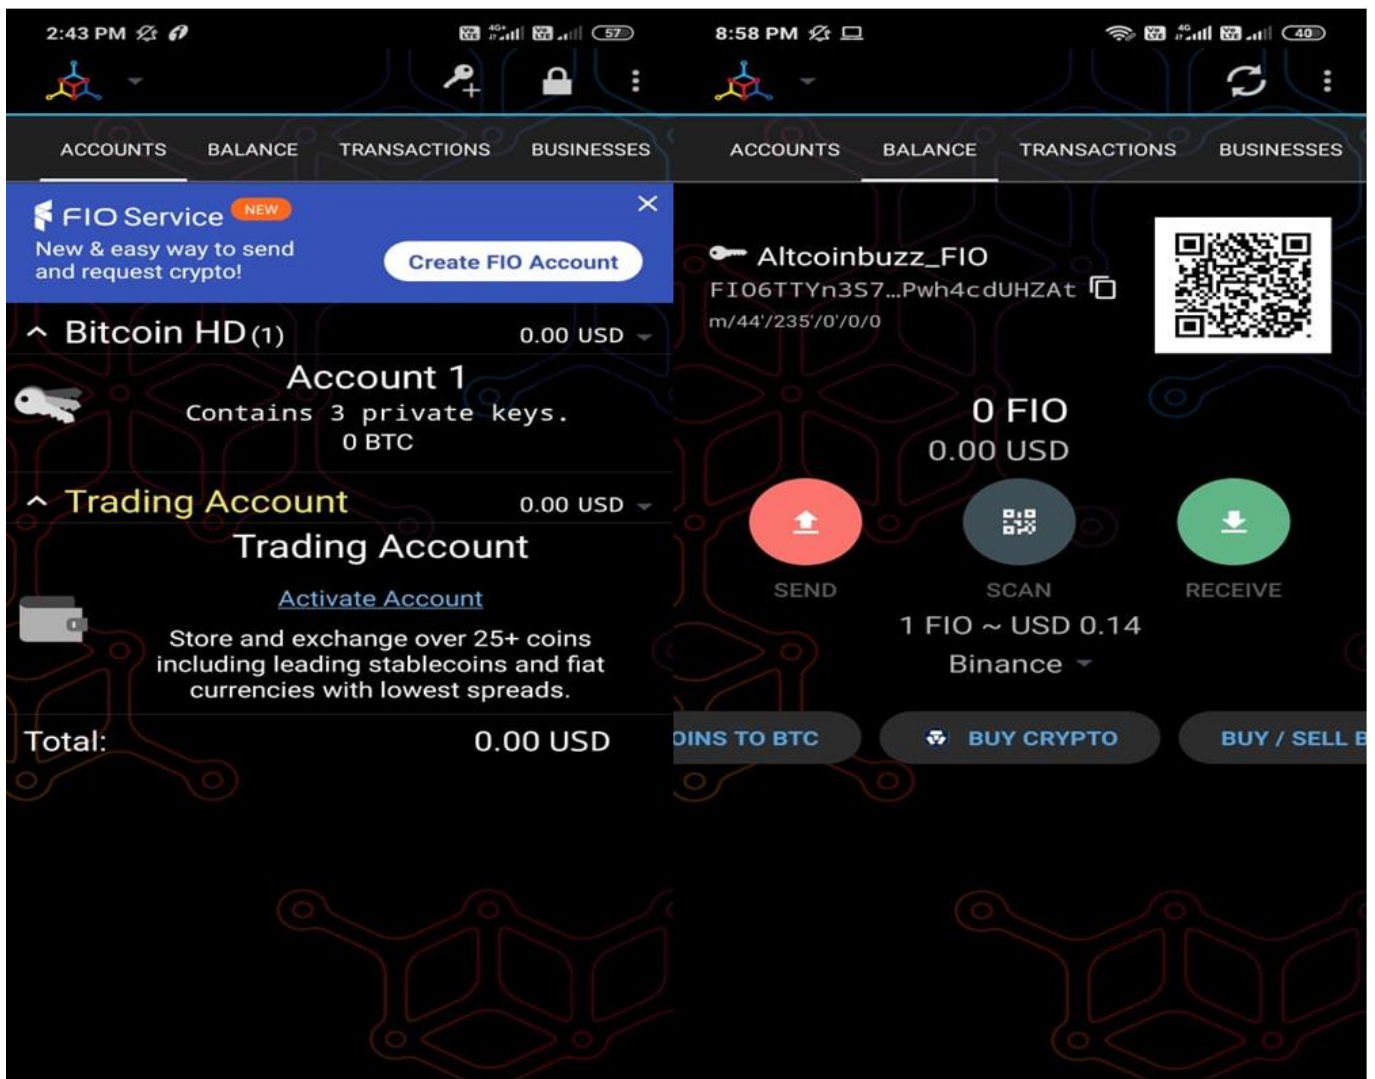 2:43 PM
4G+
57
ACCOUNTS BALANCE TRANSACTIONS BUSINESSES
FIO Service NEW
New & easy way to send
and request crypto!
Create FIO Account
Bitcoin HD(1) 0.00 USD
Account 1
Contains 3 private keys.
0 BTC
Trading Account 0.00 USD
Trading Account
Activate Account
Store and exchange over 25+ coins
including leading stablecoins and fiat
currencies with lowest spreads.
Total: 0.00 USD
8:58 PM
4G
40
ACCOUNTS BALANCE TRANSACTIONS BUSINESSES
Altcoinbuzz_FIO
FIO6TTYn3S7...Pwh4cdUHZAt
m/44'/235'/0'/0/0
0 FIO
0.00 USD
SEND SCAN RECEIVE
1 FIO ~ USD 0.14
Binance
OINS TO BTC BUY CRYPTO BUY / SELL B